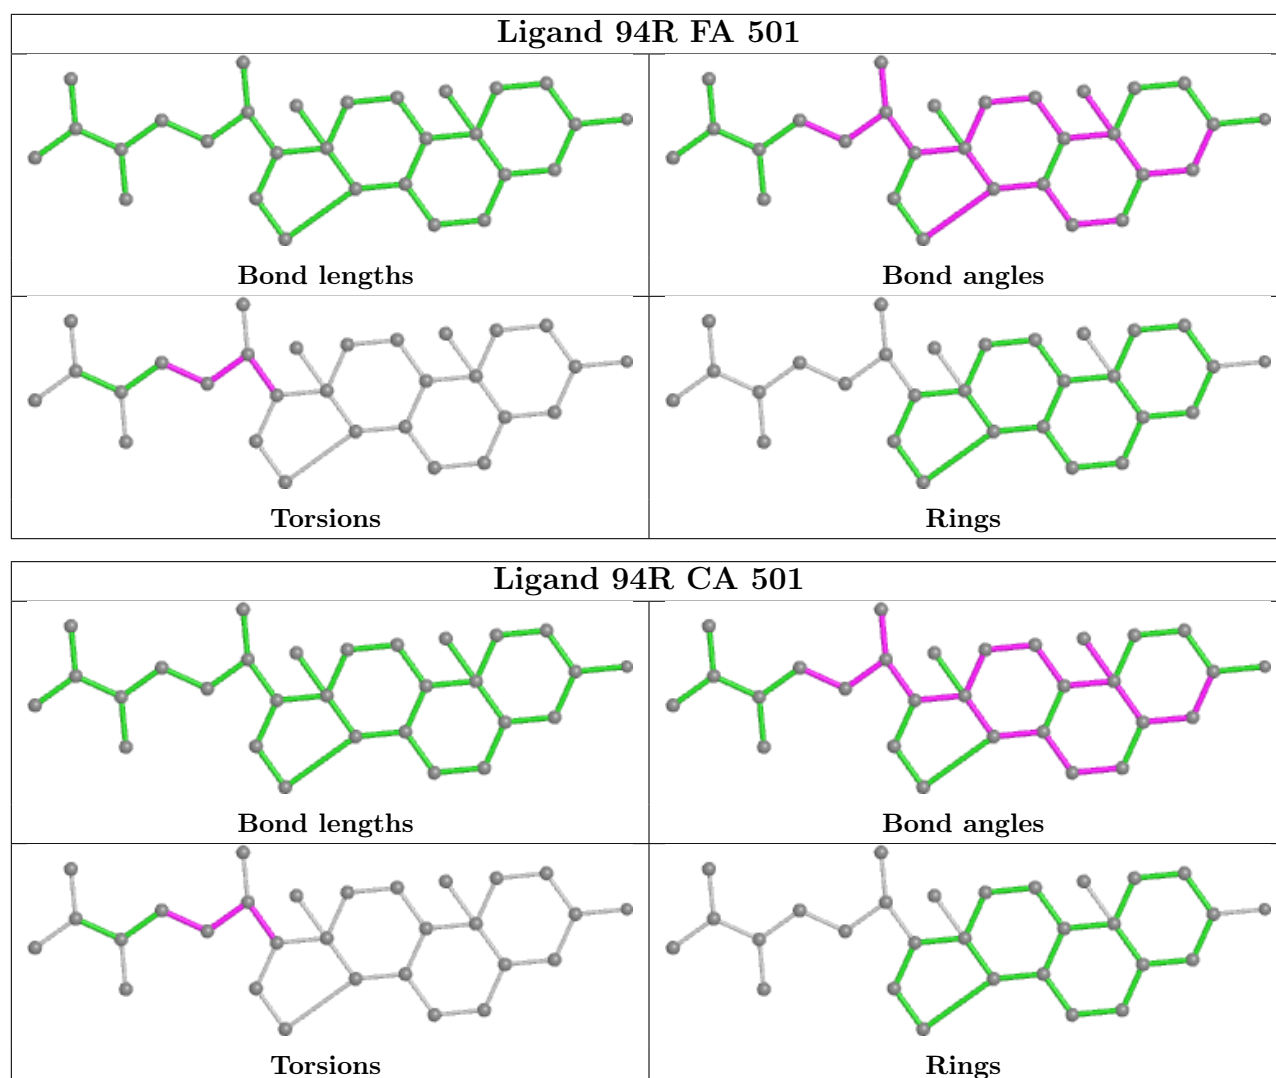 Ligand 94R FA 501
Bond lengths
Bond angles
Torsions
Rings
Ligand 94R CA 501
Bond lengths
Bond angles
Torsions
Rings